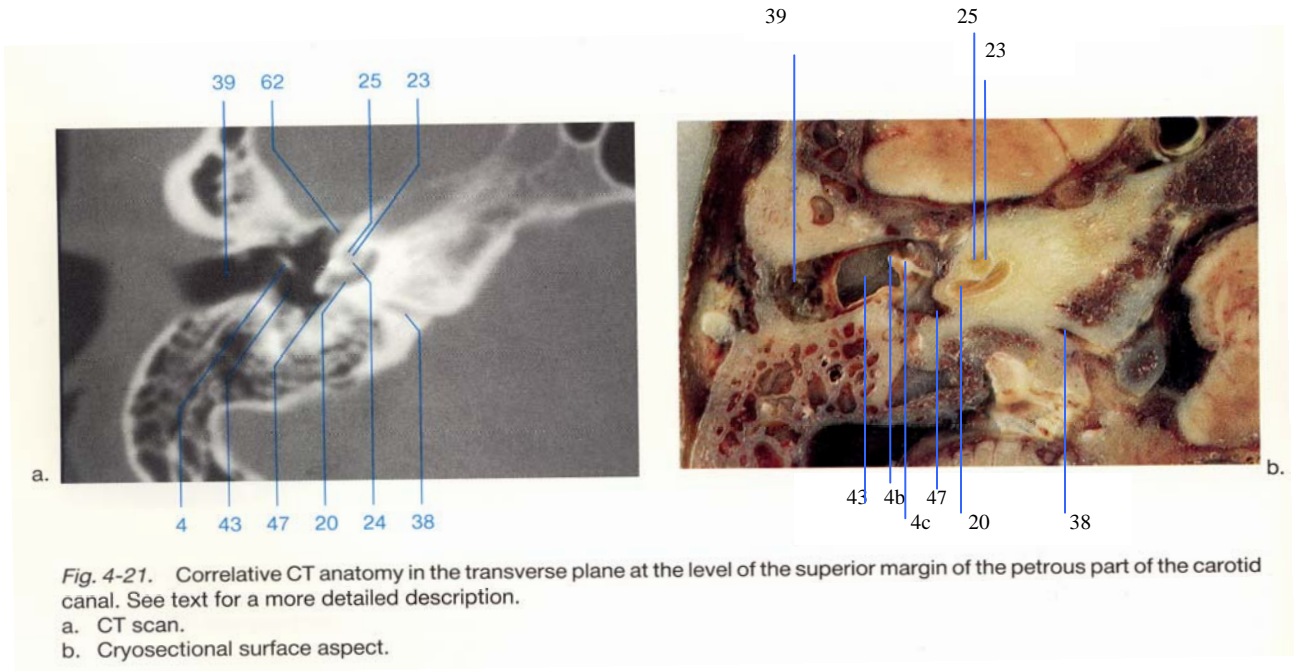 39 25
23
39 62 25 23
a.
b.
43 4b 47
4c 20 38
4 43 47 20 24 38
Fig. 4-21. Correlative CT anatomy in the transverse plane at the level of the superior margin of the petrous part of the carotid
canal. See text for a more detailed description.
a. CT scan.
b. Cryosectional surface aspect.